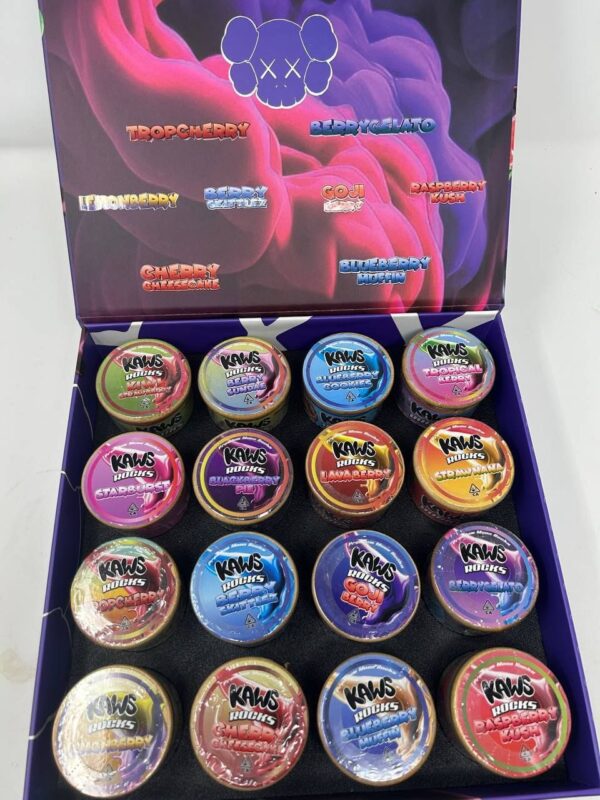 TROPCHERRY
BERRYGELATO
LEMONBERRY
BERRY
SKITTLEZ
GOJI
BERRY
RASPBERRY
KUSH
CHERRY
CHEESECAKE
BLUEBERRY
MUFFIN
KAWS
ROCKS
KAWS
ROCKS
BERRY
KAWS
ROCKS
BLUEBERRY
COOKIES
KAWS
ROCKS
TROPICAL
BERRY
KAWS
ROCKS
STARBURST
KAWS
ROCKS
BLACKBERRY
PIE
KAWS
ROCKS
LAVABERRY
KAWS
ROCKS
STRAWNANA
KAWS
ROCKS
TROPCHERRY
KAWS
ROCKS
BERRY
SKITTLEZ
KAWS
ROCKS
GOJI
BERRY
KAWS
ROCKS
BERRYGELATO
KAWS
ROCKS
LEMONBERRY
KAWS
ROCKS
CHERRY
CHEESECAKE
KAWS
ROCKS
BLUEBERRY
MUFFIN
KAWS
ROCKS
RASPBERRY
KUSH